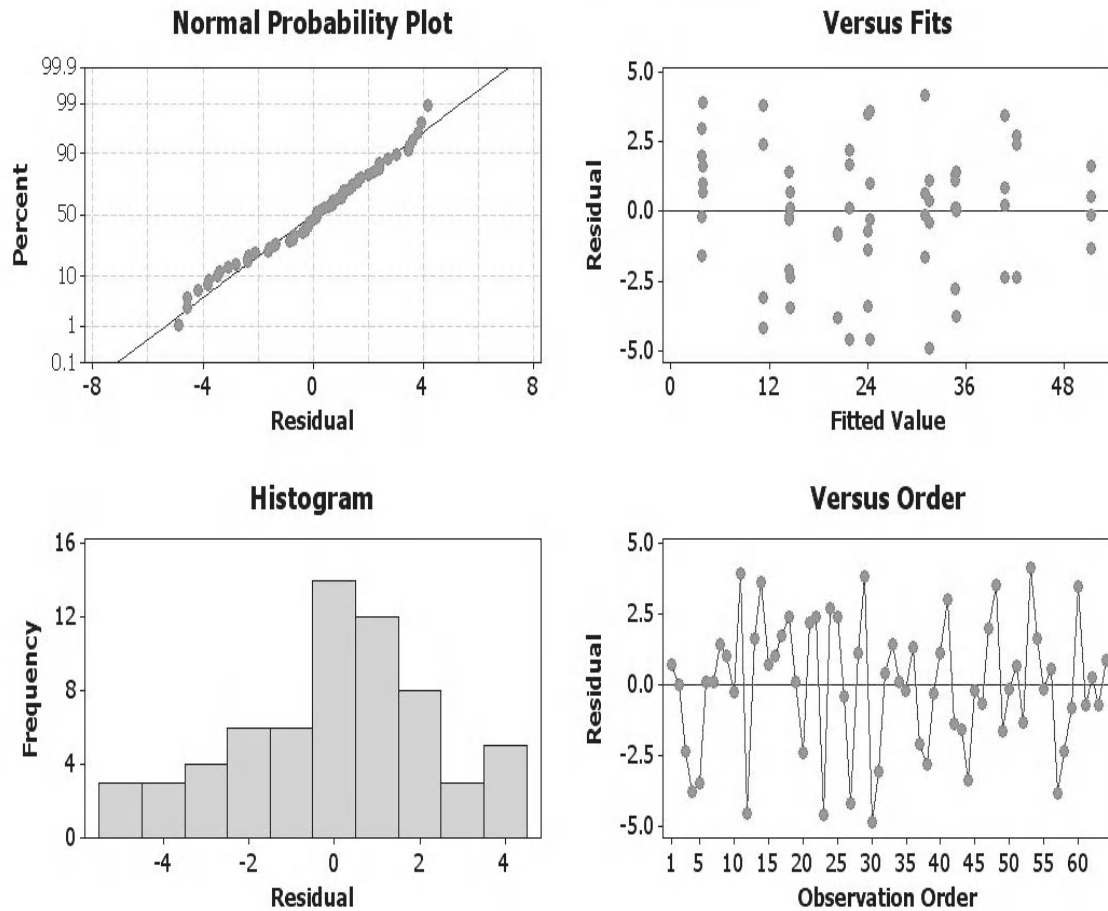 Normal Probability Plot
99.9
99
90
50
10
1
0.1
Percent
-8 -4 0 4 8
Residual
Versus Fits
5.0
2.5
0.0
-2.5
-5.0
Residual
0 12 24 36 48
Fitted Value
Histogram
16
12
8
4
0
Frequency
-4 -2 0 2 4
Residual
Versus Order
5.0
2.5
0.0
-2.5
-5.0
Residual
1 5 10 15 20 25 30 35 40 45 50 55 60
Observation Order